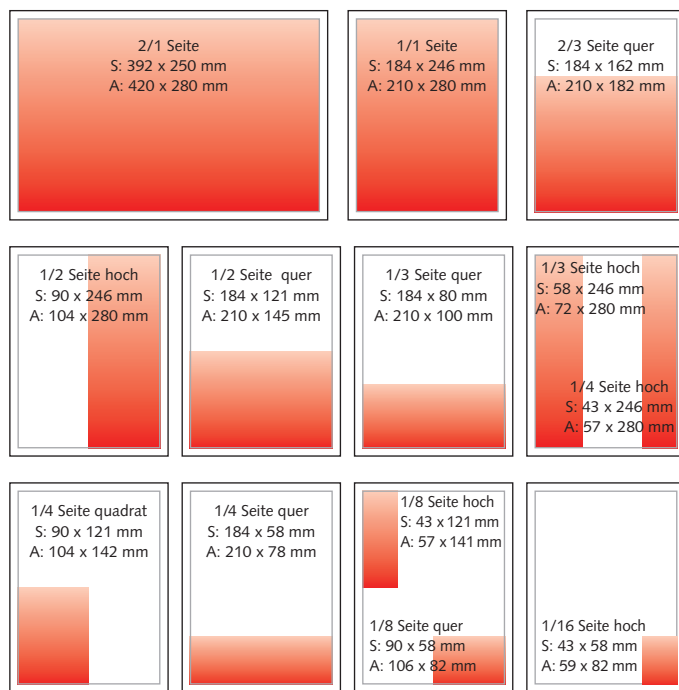 2/1 Seite
S: 392 x 250 mm
A: 420 x 280 mm
1/1 Seite
S: 184 x 246 mm
A: 210 x 280 mm
2/3 Seite quer
S: 184 x 162 mm
A: 210 x 182 mm
1/2 Seite hoch
S: 90 x 246 mm
A: 104 x 280 mm
1/2 Seite quer
S: 184 x 121 mm
A: 210 x 145 mm
1/3 Seite quer
S: 184 x 80 mm
A: 210 x 100 mm
1/3 Seite hoch
S: 58 x 246 mm
A: 72 x 280 mm
1/4 Seite hoch
S: 43 x 246 mm
A: 57 x 280 mm
1/4 Seite quadrat
S: 90 x 121 mm
A: 104 x 142 mm
1/4 Seite quer
S: 184 x 58 mm
A: 210 x 78 mm
1/8 Seite hoch
S: 43 x 121 mm
A: 57 x 141 mm
1/8 Seite quer
S: 90 x 58 mm
A: 106 x 82 mm
1/16 Seite hoch
S: 43 x 58 mm
A: 59 x 82 mm